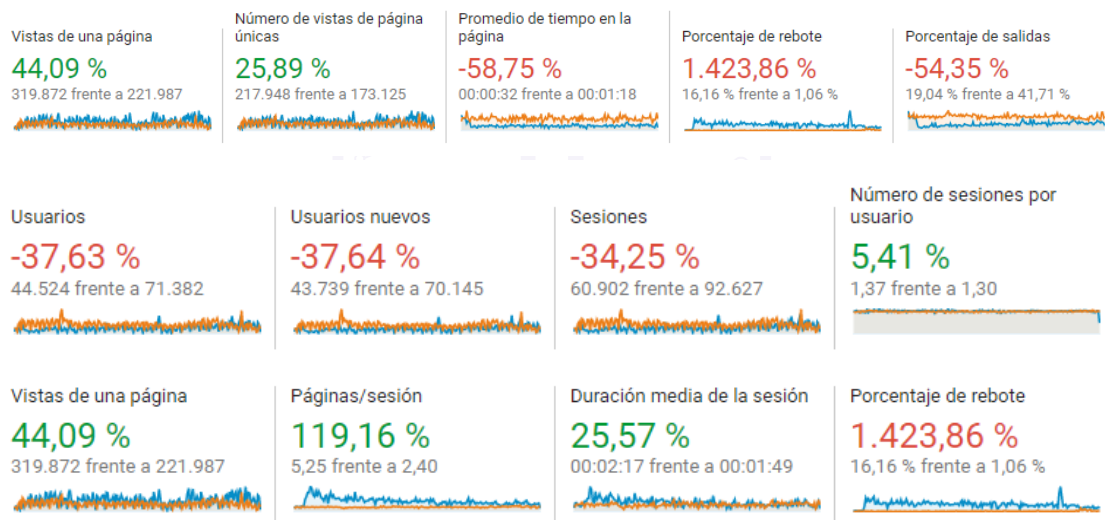 Vistas de una página
44,09 %
319.872 frente a 221.987
Número de vistas de página
únicas
25,89 %
217.948 frente a 173.125
Promedio de tiempo en la
página
-58,75 %
00:00:32 frente a 00:01:18
Porcentaje de rebote
1.423,86 %
16,16 % frente a 1,06 %
Porcentaje de salidas
-54,35 %
19,04 % frente a 41,71 %
Usuarios
-37,63 %
44.524 frente a 71.382
Usuarios nuevos
-37,64 %
43.739 frente a 70.145
Sesiones
-34,25 %
60.902 frente a 92.627
Número de sesiones por
usuario
5,41 %
1,37 frente a 1,30
Vistas de una página
44,09 %
319.872 frente a 221.987
Páginas/sesión
119,16 %
5,25 frente a 2,40
Duración media de la sesión
25,57 %
00:02:17 frente a 00:01:49
Porcentaje de rebote
1.423,86 %
16,16 % frente a 1,06 %